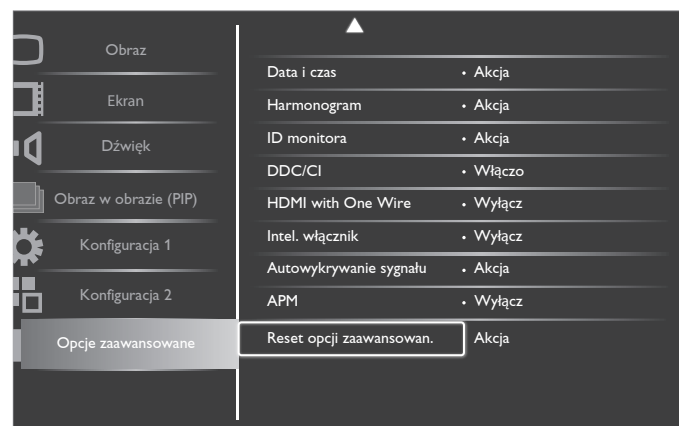 Obraz
Ekran
Dźwięk
Obraz w obrazie (PIP)
Konfiguracja 1
Konfiguracja 2
Opcje zaawansowane
Data i czas • Akcja
Harmonogram • Akcja
ID monitora • Akcja
DDC/CI • Włączo
HDMI with One Wire • Wyłącz
Intel. włącznik • Wyłącz
Autowykrywanie sygnału • Akcja
APM • Wyłącz
Reset opcji zaawansowan. Akcja